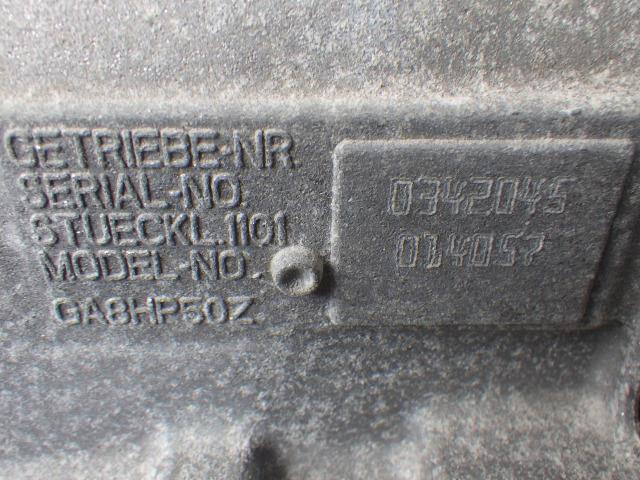 GETRIEBE-NR.
SERIAL-NO.
STUECKL.1101
MODEL-NO.
GA8HP50Z
0342045
014057